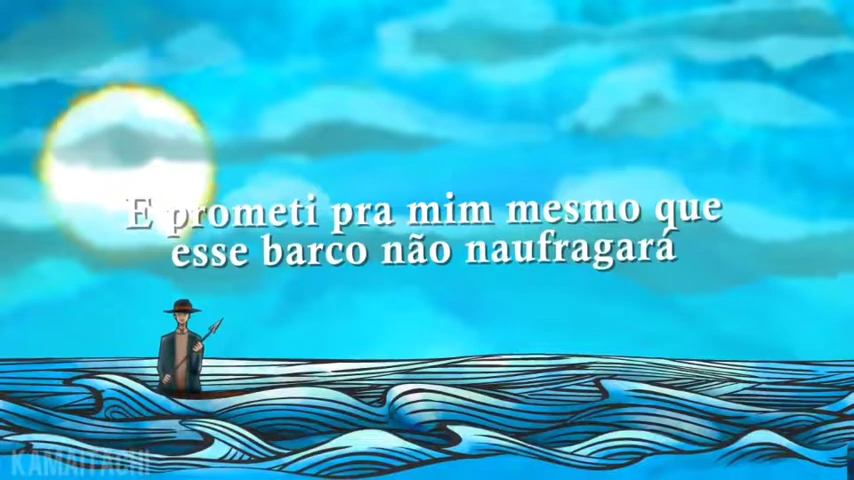 E prometi pra mim mesmo que
esse barco não naufragará
KAMAITACHI